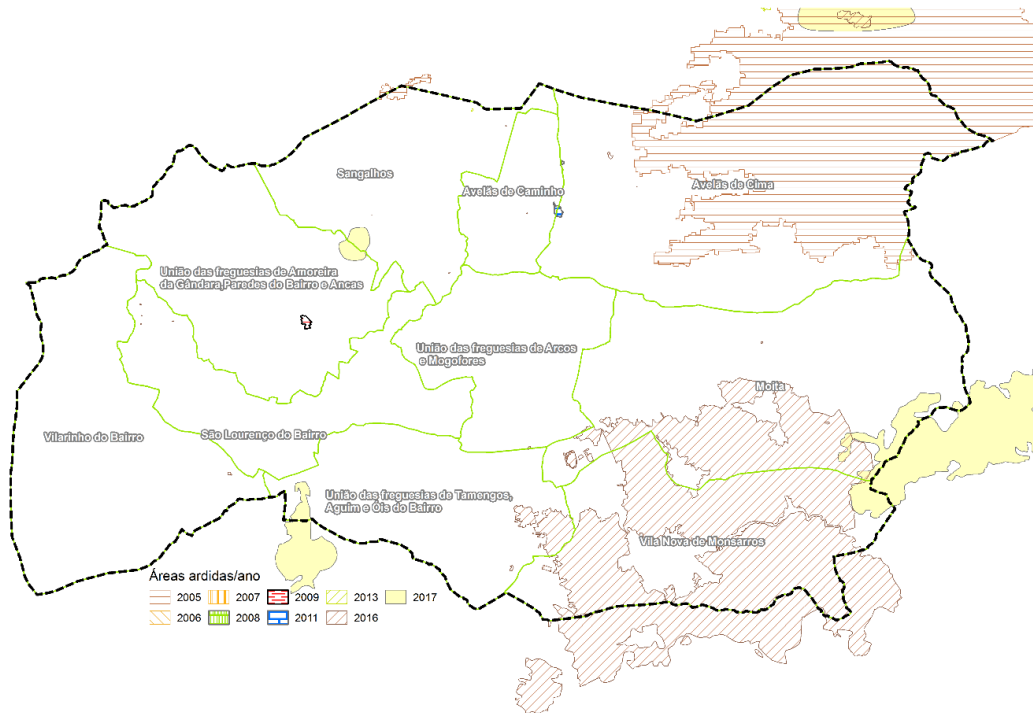 Sangalhos
Avelãs de Caminho
Avelãs de Cima
União das freguesias de Amoreira
da Gândara,Paredes do Bairro e Ancas
União das freguesias de Arcos
e Mogofores
Moita
Vilarinho do Bairro
São Lourenço do Bairro
União das freguesias de Tamengos,
Aguim e Óis do Bairro
Vila Nova de Monsarros
Áreas ardidas/ano
2005 2007 2009 2013 2017
2006 2008 2011 2016